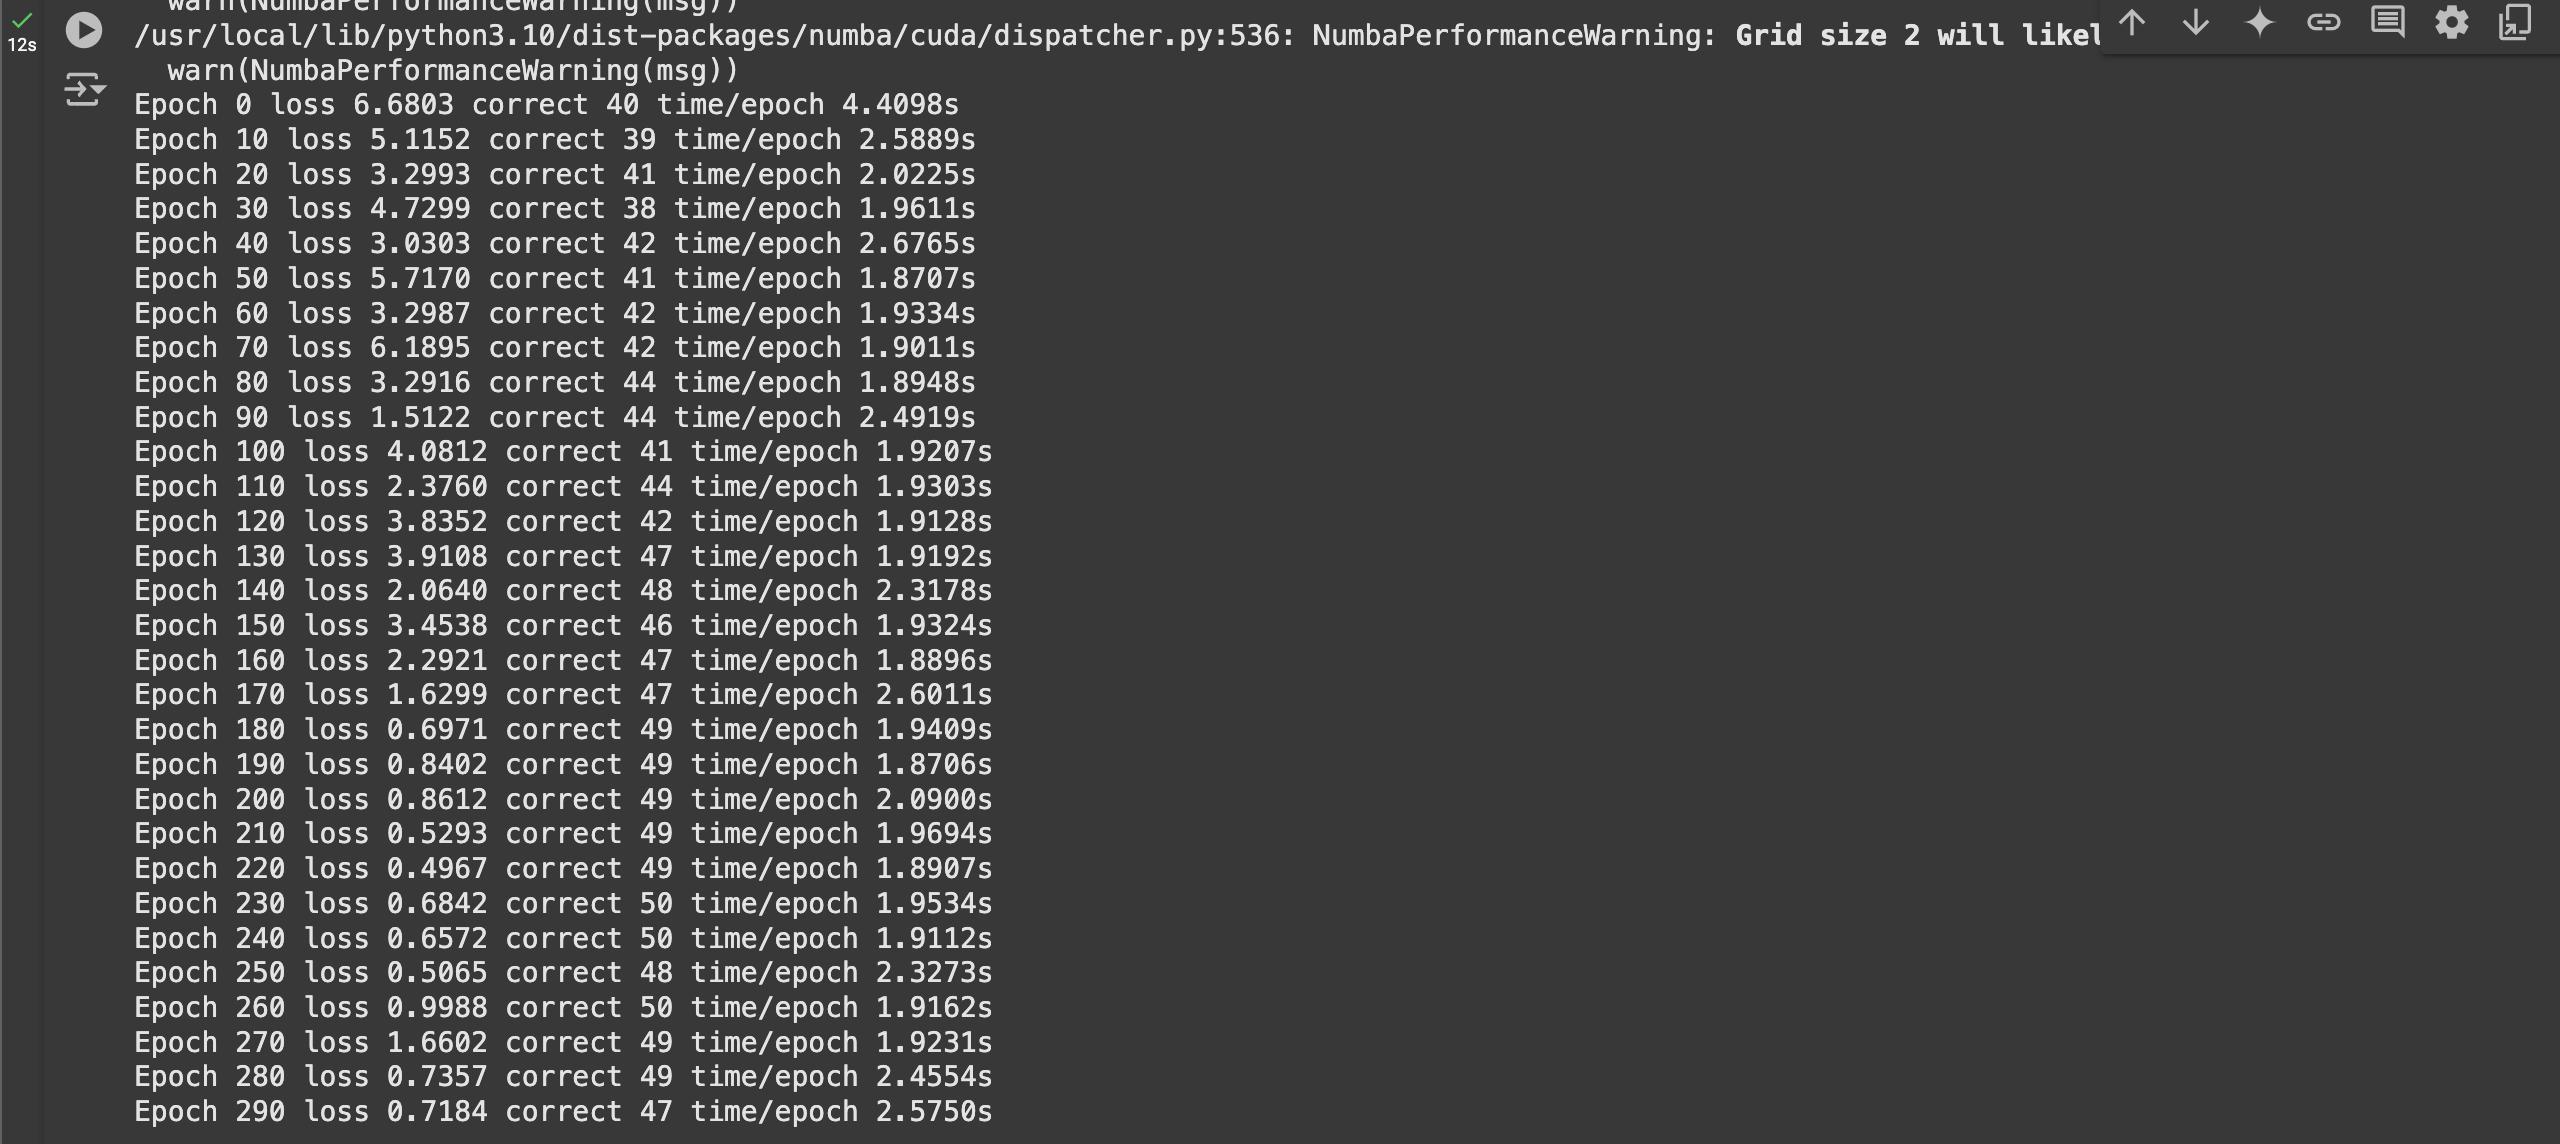 warn(NumbaPerformanceWarning(msg))
12s
/usr/local/lib/python3.10/dist-packages/numba/cuda/dispatcher.py:536: NumbaPerformanceWarning: Grid size 2 will likel
warn(NumbaPerformanceWarning(msg))
Epoch 0 loss 6.6803 correct 40 time/epoch 4.4098s
Epoch 10 loss 5.1152 correct 39 time/epoch 2.5889s
Epoch 20 loss 3.2993 correct 41 time/epoch 2.0225s
Epoch 30 loss 4.7299 correct 38 time/epoch 1.9611s
Epoch 40 loss 3.0303 correct 42 time/epoch 2.6765s
Epoch 50 loss 5.7170 correct 41 time/epoch 1.8707s
Epoch 60 loss 3.2987 correct 42 time/epoch 1.9334s
Epoch 70 loss 6.1895 correct 42 time/epoch 1.9011s
Epoch 80 loss 3.2916 correct 44 time/epoch 1.8948s
Epoch 90 loss 1.5122 correct 44 time/epoch 2.4919s
Epoch 100 loss 4.0812 correct 41 time/epoch 1.9207s
Epoch 110 loss 2.3760 correct 44 time/epoch 1.9303s
Epoch 120 loss 3.8352 correct 42 time/epoch 1.9128s
Epoch 130 loss 3.9108 correct 47 time/epoch 1.9192s
Epoch 140 loss 2.0640 correct 48 time/epoch 2.3178s
Epoch 150 loss 3.4538 correct 46 time/epoch 1.9324s
Epoch 160 loss 2.2921 correct 47 time/epoch 1.8896s
Epoch 170 loss 1.6299 correct 47 time/epoch 2.6011s
Epoch 180 loss 0.6971 correct 49 time/epoch 1.9409s
Epoch 190 loss 0.8402 correct 49 time/epoch 1.8706s
Epoch 200 loss 0.8612 correct 49 time/epoch 2.0900s
Epoch 210 loss 0.5293 correct 49 time/epoch 1.9694s
Epoch 220 loss 0.4967 correct 49 time/epoch 1.8907s
Epoch 230 loss 0.6842 correct 50 time/epoch 1.9534s
Epoch 240 loss 0.6572 correct 50 time/epoch 1.9112s
Epoch 250 loss 0.5065 correct 48 time/epoch 2.3273s
Epoch 260 loss 0.9988 correct 50 time/epoch 1.9162s
Epoch 270 loss 1.6602 correct 49 time/epoch 1.9231s
Epoch 280 loss 0.7357 correct 49 time/epoch 2.4554s
Epoch 290 loss 0.7184 correct 47 time/epoch 2.5750s